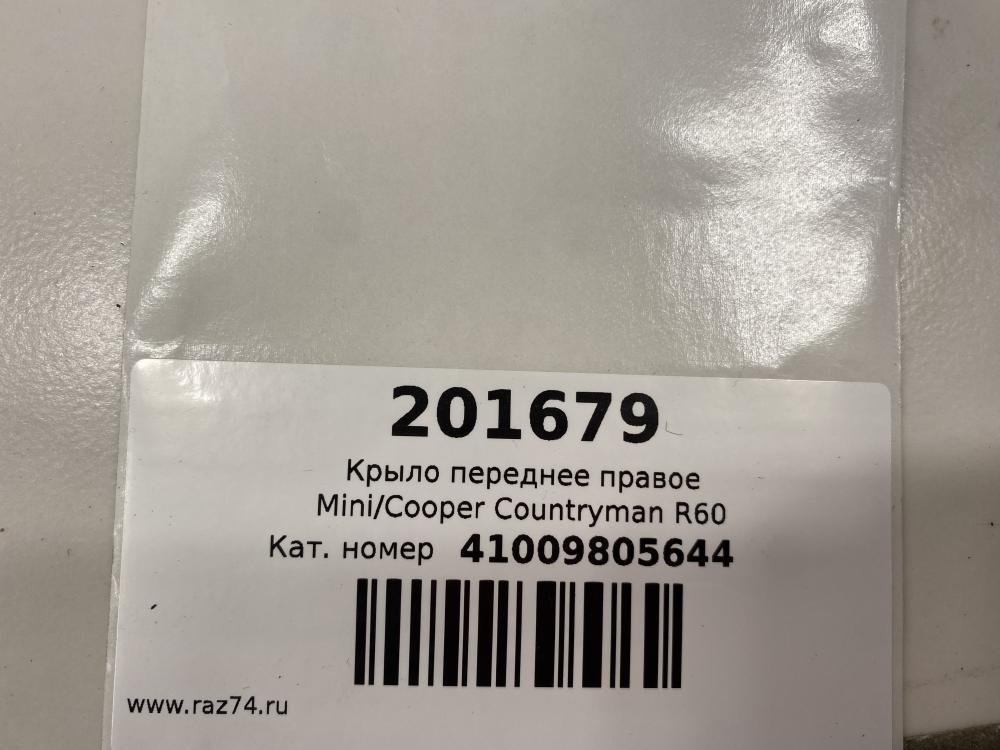 201679
Крыло переднее правое
Mini/Cooper Countryman R60
Кат. номер 41009805644
www.raz74.ru